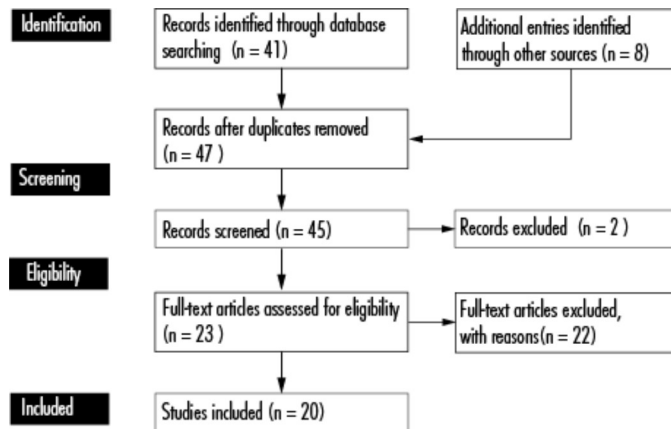 Identification
Records identified through database
searching (n = 41)
Additional entries identified
through other sources (n = 8)
Records after duplicates removed
(n = 47 )
Screening
Records screened (n = 45)
Records excluded (n = 2 )
Eligibility
Full-text articles assessed for eligibility
(n = 23 )
Full-text articles excluded,
with reasons(n = 22)
Included
Studies included (n = 20)